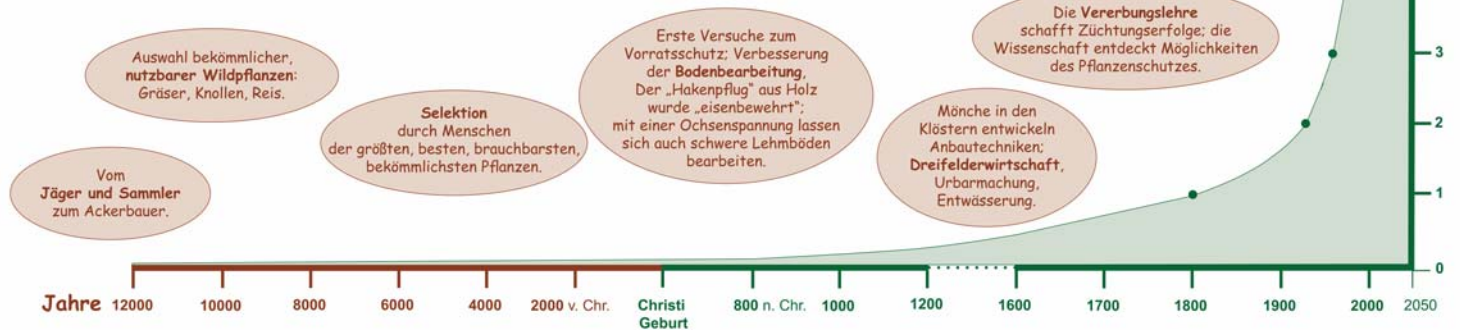 Auswahl bekömmlicher,
nutzbarer Wildpflanzen:
Gräser, Knollen, Reis.
Vom
Jäger und Sammler
zum Ackerbauer.
Selektion
durch Menschen
der größten, besten, brauchbarsten,
bekömmlichsten Pflanzen.
Erste Versuche zum
Vorratsschutz; Verbesserung
der Bodenbearbeitung,
Der „Hakenpflug“ aus Holz
wurde „eisenbewehrt“;
mit einer Ochsenspannung lassen
sich auch schwere Lehmböden
bearbeiten.
Mönche in den
Klöstern entwickeln
Anbautechniken;
Dreifelderwirtschaft,
Urbarmachung,
Entwässerung.
Die Vererbungslehre
schafft Züchtungserfolge; die
Wissenschaft entdeckt Möglichkeiten
des Pflanzenschutzes.
3
2
1
0
Jahre 12000 10000 8000 6000 4000 2000 v. Chr. Christi Geburt 800 n. Chr. 1000 1200 1600 1700 1800 1900 2000 2050